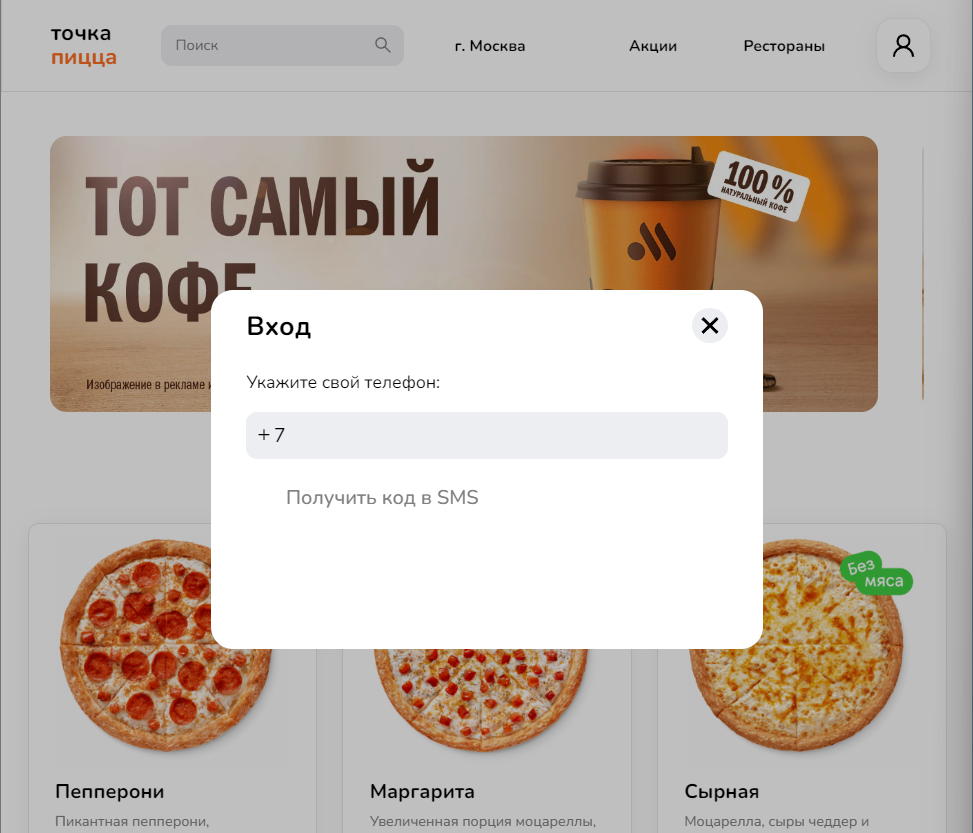 точка
пицца
Поиск
г. Москва
Акции
Рестораны
ТОТ САМЫЙ
КОФЕ
100%
НАТУРАЛЬНЫЙ КОФЕ
Изображение в рекламе
Вход
Укажите свой телефон:
+ 7
Получить код в SMS
Без
мяса
Пепперони
Маргарита
Сырная
Пикантная пепперони,
Увеличенная порция моцареллы,
Моцарелла, сыры чеддер и